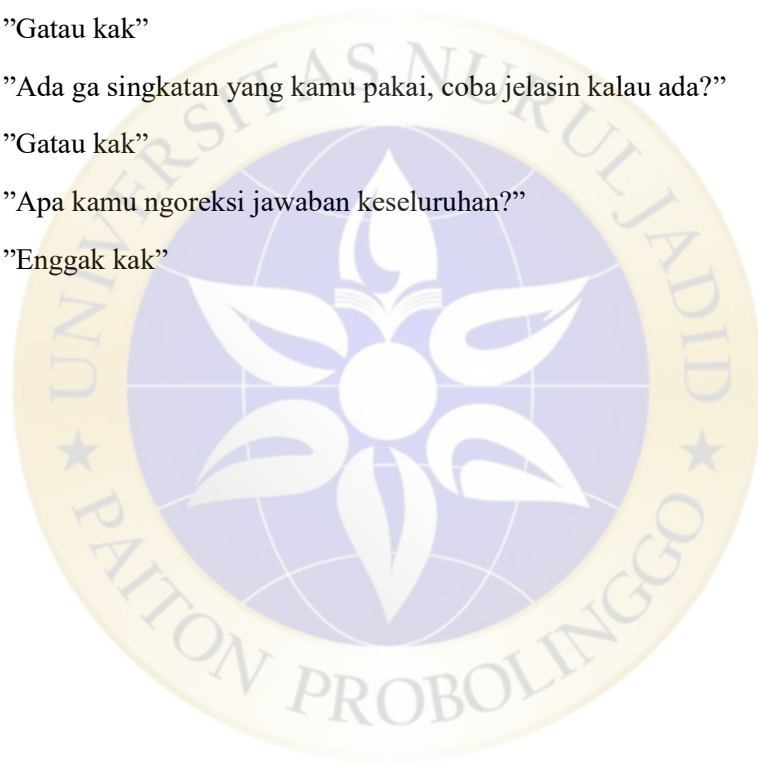 ”Gatau kak”
”Ada ga singkatan yang kamu pakai, coba jelasin kalau ada?”
”Gatau kak”
”Apa kamu ngoreksi jawaban keseluruhan?”
”Enggak kak”
UNIVERSITAS NURUL JADID
PAITON PROBOLINGGO